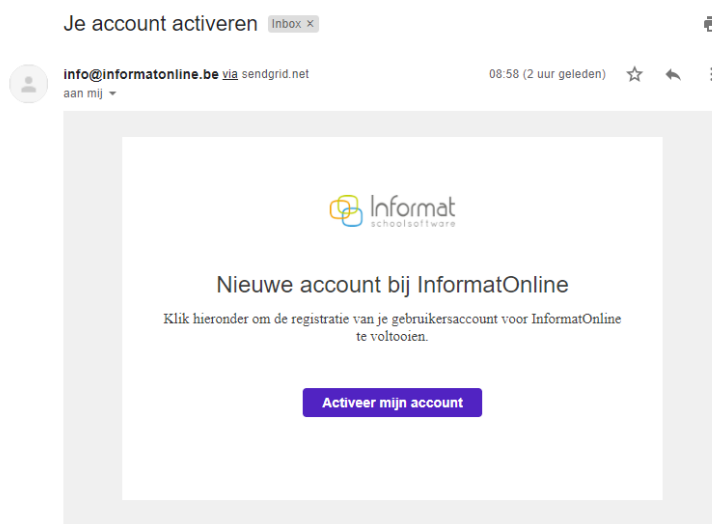 Je account activeren Inbox ×
info@informatonline.be via sendgrid.net 08:58 (2 uur geleden)
aan mij
Informat
schoolsoftware
Nieuwe account bij InformatOnline
Klik hieronder om de registratie van je gebruikersaccount voor InformatOnline
te voltooien.
Activeer mijn account